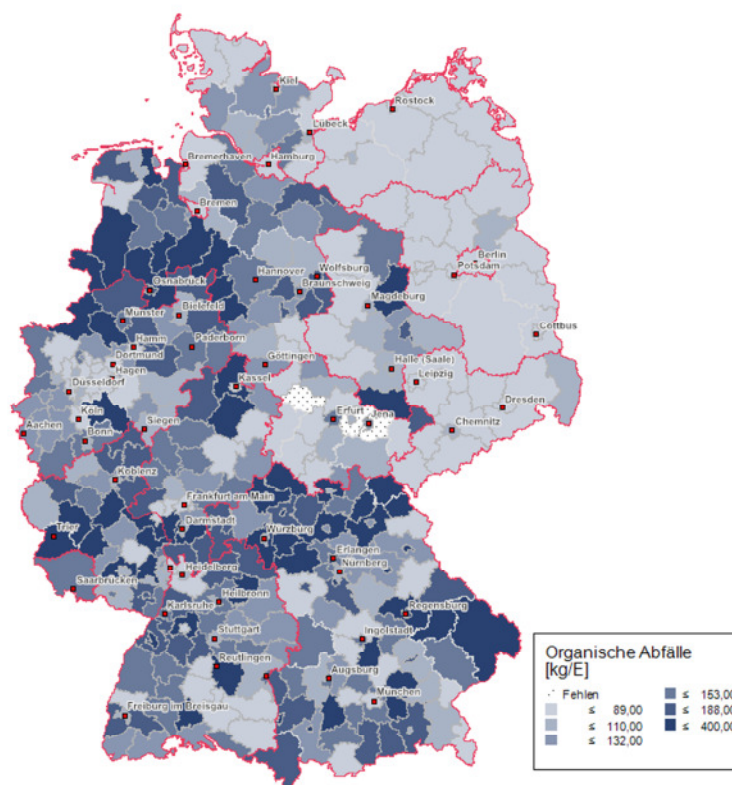 Kiel
Rostock
Lübeck
Bremerhaven
Hamburg
Bremen
Berlin
Potsdam
Wolfsburg
Hannover
Braunschweig
Osnabrück
Magdeburg
Bielefeld
Münster
Cottbus
Hamm
Paderborn
Dortmund
Göttingen
Halle (Saale)
Hagen
Leipzig
Kassel
Düsseldorf
Dresden
Köln
Erfurt
Jena
Siegen
Chemnitz
Aachen
Bonn
Koblenz
Frankfurt am Main
Darmstadt
Trier
Würzburg
Erlangen
Nürnberg
Heidelberg
Saarbrücken
Heilbronn
Karlsruhe
Regensburg
Stuttgart
Ingolstadt
Reutlingen
Augsburg
München
Freiburg im Breisgau
Organische Abfälle
[kg/E]
Fehlen
≤ 89,00
≤ 110,00
≤ 132,00
≤ 153,00
≤ 188,00
≤ 400,00